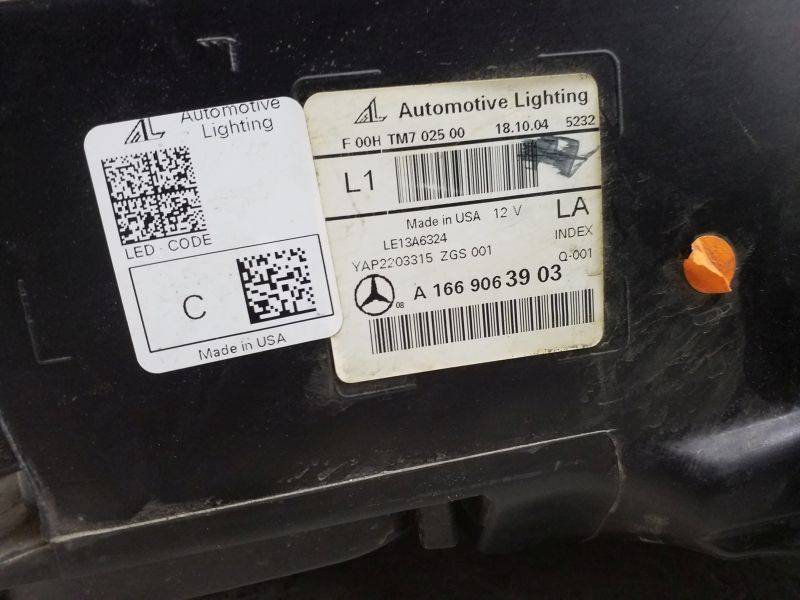 Automotive
Lighting
LED - CODE
C
Made in USA
Automotive Lighting
F 00H TM7 025 00 18.10.04 5232
L1
Made in USA 12 V LA
LE13A6324 INDEX
YAP2203315 ZGS 001 Q-001
08 A 166 906 39 03